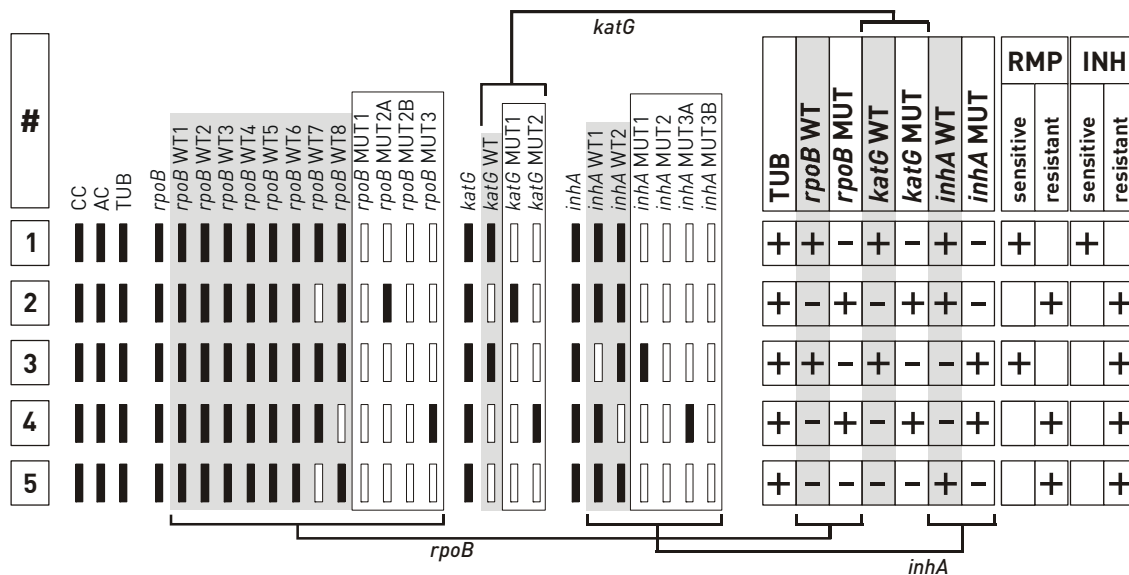 katG
#
CC
AC
TUB
rpoB
rpoB WT1
rpoB WT2
rpoB WT3
rpoB WT4
rpoB WT5
rpoB WT6
rpoB WT7
rpoB WT8
rpoB MUT1
rpoB MUT2A
rpoB MUT2B
rpoB MUT3
katG
katG WT
katG MUT1
katG MUT2
inhA
inhA WT1
inhA WT2
inhA MUT1
inhA MUT2
inhA MUT3A
inhA MUT3B
TUB
rpoB WT
rpoB MUT
katG WT
katG MUT
inhA WT
inhA MUT
RMP INH
sensitive
resistant
sensitive
resistant
1 + + − + − + − + +
2 + − + − + + − + +
3 + + − + − − + + +
4 + − + − + − + + +
5 + − − − − + − + +
rpoB
inhA